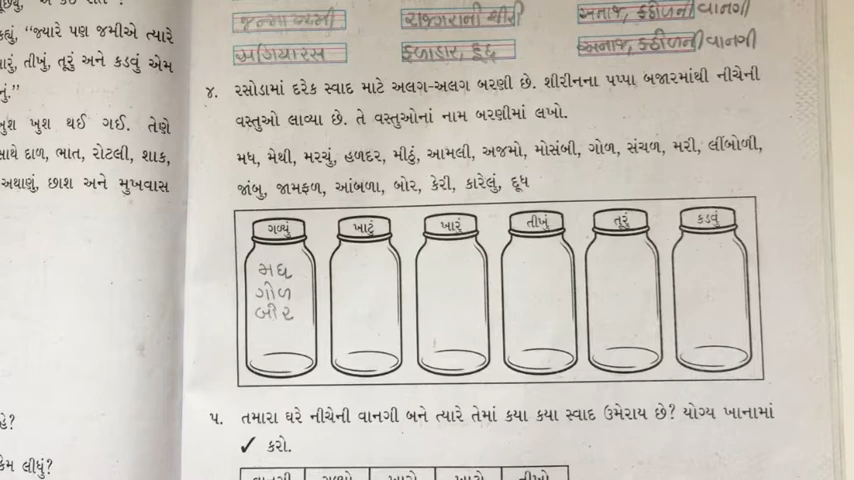 કહ્યું, “જ્યારે પણ જમીએ ત્યારે
ખારું, તીખું, તૂરું અને કડવું એમ
ખુશ ખુશ થઈ ગઈ. તેણે
સાથે દાળ, ભાત, રોટલી, શાક,
અથાણું, છાશ અને મુખવાસ
રાજગરાની શીરો
અનાજ, કઠોળની વાનગી
અગિયારસ
ફળાહાર, દૂધ
અનાજ, કઠોળની વાનગી
૪. રસોડામાં દરેક સ્વાદ માટે અલગ-અલગ બરણી છે. શીરીનના પપ્પા બજારમાંથી નીચેની
વસ્તુઓ લાવ્યા છે. તે વસ્તુઓનાં નામ બરણીમાં લખો.
મધ, મેથી, મરચું, હળદર, મીઠું, આમલી, અજમો, મોસંબી, ગોળ, સંચળ, મરી, લીંબોળી,
જાંબુ, જામફળ, આંબળા, બોર, કેરી, કારેલું, દૂધ
ગળ્યું ખાટું ખારું તીખું તૂરું કડવું
મધ
ગોળ
બોર
૫. તમારા ઘરે નીચેની વાનગી બને ત્યારે તેમાં કયા કયા સ્વાદ ઉમેરાય છે? યોગ્ય ખાનામાં
✓ કરો.
કેમ લીધું?